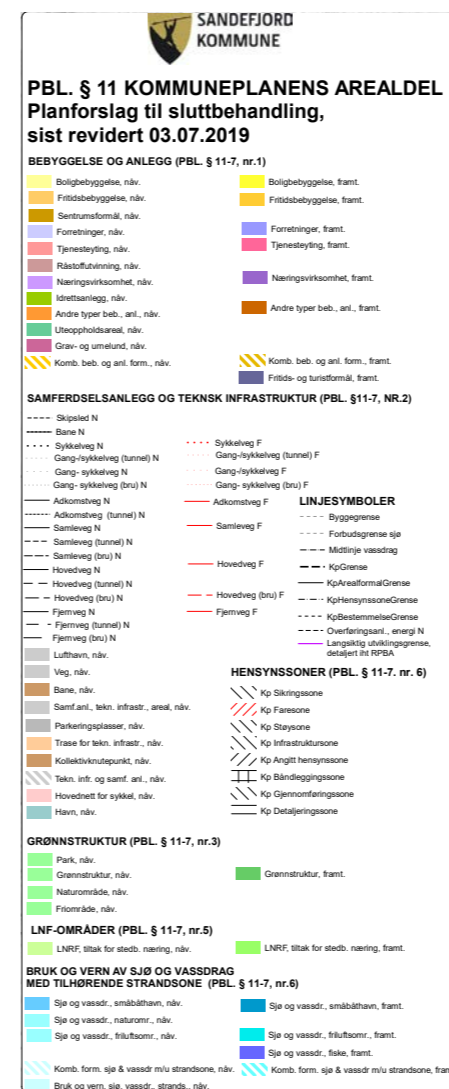 SANDEFJORD
KOMMUNE
PBL. § 11 KOMMUNEPLANENS AREALDEL
Planforslag til sluttbehandling,
sist revidert 03.07.2019
BEBYGGELSE OG ANLEGG (PBL. § 11-7, nr.1)
Boligbebyggelse, nåv.
Fritidsbebyggelse, nåv.
Sentrumsformål, nåv.
Forretninger, nåv.
Tjenesteyting, nåv.
Råstoffutvinning, nåv.
Næringsvirksomhet, nåv.
Idrettsanlegg, nåv.
Andre typer beb., anl., nåv.
Uteoppholdsareal, nåv.
Grav- og urnelund, nåv.
Komb. beb. og anl. form., nåv.
Boligbebyggelse, framt.
Fritidsbebyggelse, framt.
Forretninger, framt.
Tjenesteyting, framt.
Næringsvirksomhet, framt.
Andre typer beb., anl., framt.
Komb. beb. og anl. form., framt.
Fritids- og turistformål, framt.
SAMFERDSELSANLEGG OG TEKNSK INFRASTRUKTUR (PBL. §11-7, NR.2)
Skipsled N
Bane N
Sykkelveg N
Gang-/sykkelveg (tunnel) N
Gang- sykkelveg N
Gang- sykkelveg (bru) N
Adkomstveg N
Adkomstveg (tunnel) N
Samleveg N
Samleveg (tunnel) N
Samleveg (bru) N
Hovedveg N
Hovedveg (tunnel) N
Hovedveg (bru) N
Fjernveg N
Fjernveg (tunnel) N
Fjernveg (bru) N
Lufthavn, nåv.
Veg, nåv.
Bane, nåv.
Samf.anl., tekn. infrastr., areal, nåv.
Parkeringsplasser, nåv.
Trase for tekn. infrastr., nåv.
Kollektivknutepunkt, nåv.
Tekn. infr. og samf. anl., nåv.
Hovednett for sykkel, nåv.
Havn, nåv.
Sykkelveg F
Gang-/sykkelveg (tunnel) F
Gang-/sykkelveg F
Gang- sykkelveg (bru) F
Adkomstveg F
Samleveg F
Hovedveg F
Hovedveg (bru) F
Fjernveg F
LINJESYMBOLER
Byggegrense
Forbudsgrense sjø
Midtlinje vassdrag
KpGrense
KpArealformålGrense
KpHensynssoneGrense
KpBestemmelseGrense
Overføringsanl., energi N
Langsiktig utviklingsgrense,
detaljert iht RPBA
HENSYNSSONER (PBL. § 11-7. nr. 6)
Kp Sikringssone
Kp Faresone
Kp Støysone
Kp Infrastruktursone
Kp Angitt hensynssone
Kp Båndleggingssone
Kp Gjennomføringssone
Kp Detaljeringssone
GRØNNSTRUKTUR (PBL. § 11-7, nr.3)
Park, nåv.
Grønnstruktur, nåv.
Naturområde, nåv.
Friområde, nåv.
Grønnstruktur, framt.
LNF-OMRÅDER (PBL. § 11-7, nr.5)
LNRF, tiltak for stedb. næring, nåv.
LNRF, tiltak for stedb. næring, framt.
BRUK OG VERN AV SJØ OG VASSDRAG
MED TILHØRENDE STRANDSONE (PBL. § 11-7, nr.6)
Sjø og vassdr., småbåthavn, nåv.
Sjø og vassdr., naturomr., nåv.
Sjø og vassdr., friluftsomr., nåv.
Komb. form. sjø & vassdr m/u strandsone, nåv.
Bruk og vern. sjø. vassdr., strands., nåv.
Sjø og vassdr., småbåthavn, framt.
Sjø og vassdr., friluftsomr., framt.
Sjø og vassdr., fiske, framt.
Komb. form. sjø & vassdr m/u strandsone, fram